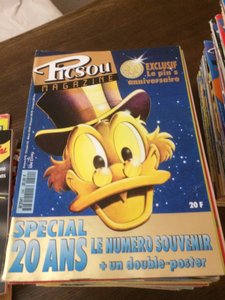 Picsou
MAGAZINE
EXCLUSIF
Le pin's
anniversaire
20 F
SPECIAL
20 ANS LE NUMERO SOUVENIR
+ un double-poster